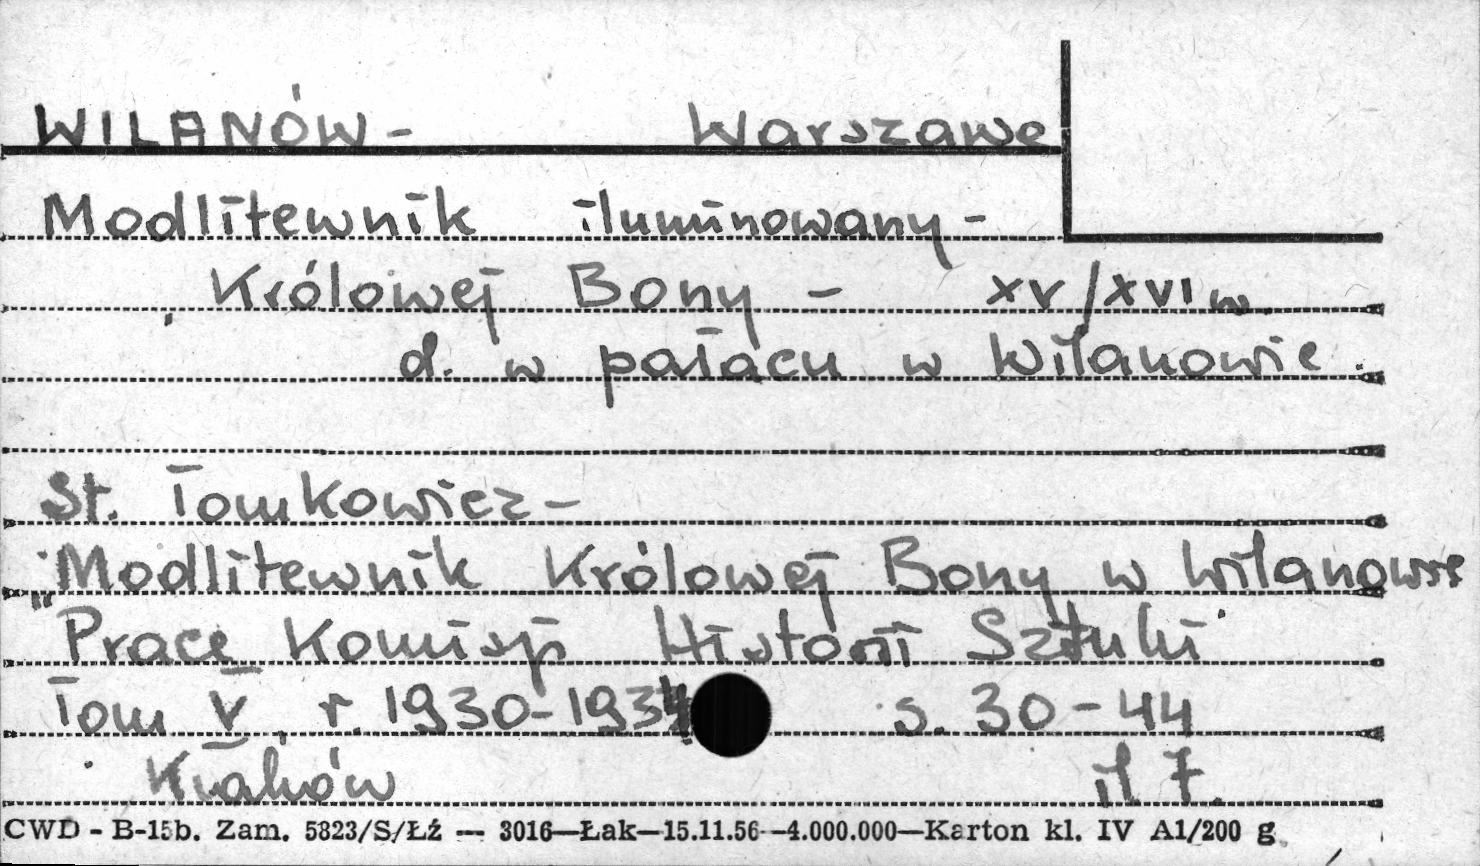 WILANÓW - Warszawa
Modlitewnik iluminowany -
Królowej Bony - XV/XVI w
d. w pałacu w Wilanowie.
St. Tomkowicz -
"Modlitewnik Królowej Bony w Wilanowie
"Prace Komisji Historii Sztuki"
Tom V, r. 1930-1934 s. 30-44
Kraków il 7.
CWD - B-15b. Zam. 5823/S/Łź — 3016—Łak—15.11.56—4.000.000—Karton kl. IV A1/200 g